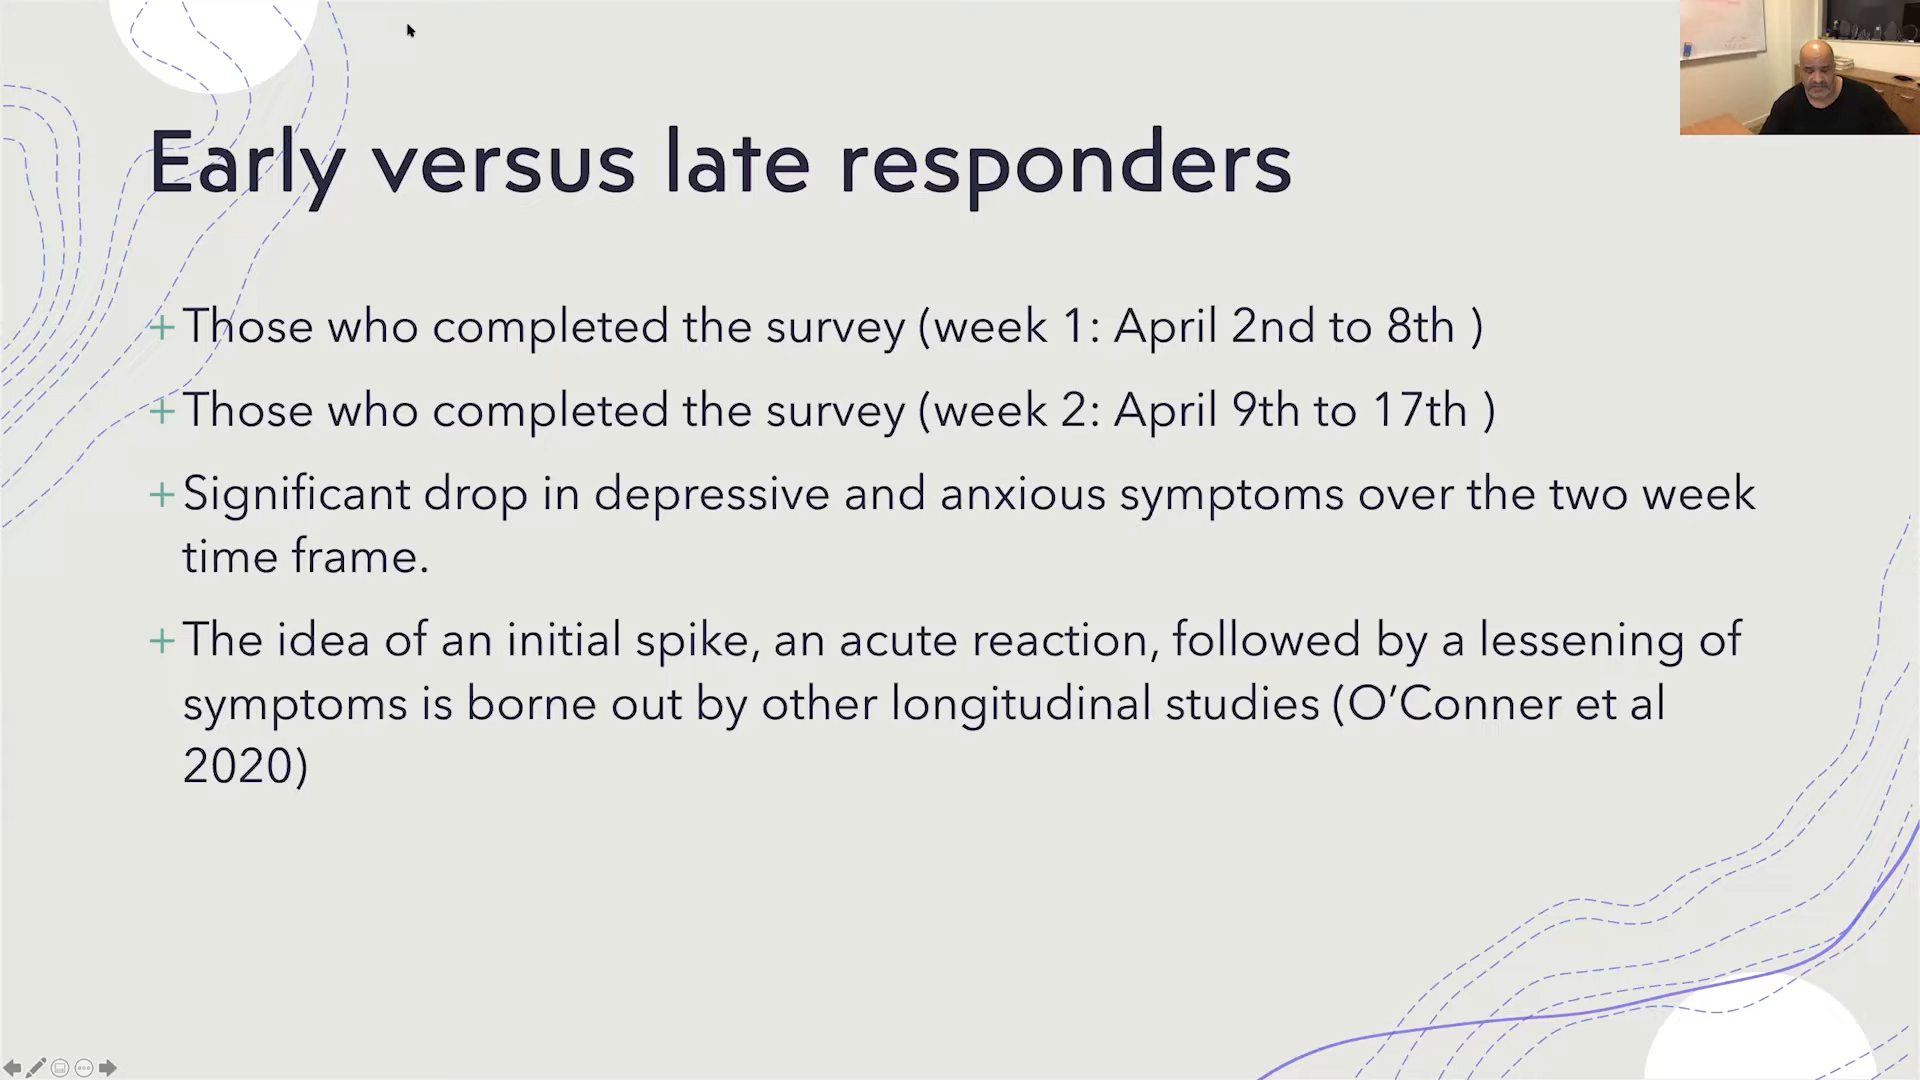 Early versus late responders
+Those who completed the survey (week 1: April 2nd to 8th )
+Those who completed the survey (week 2: April 9th to 17th )
+Significant drop in depressive and anxious symptoms over the two week
time frame.
+The idea of an initial spike, an acute reaction, followed by a lessening of
symptoms is borne out by other longitudinal studies (O’Conner et al
2020)